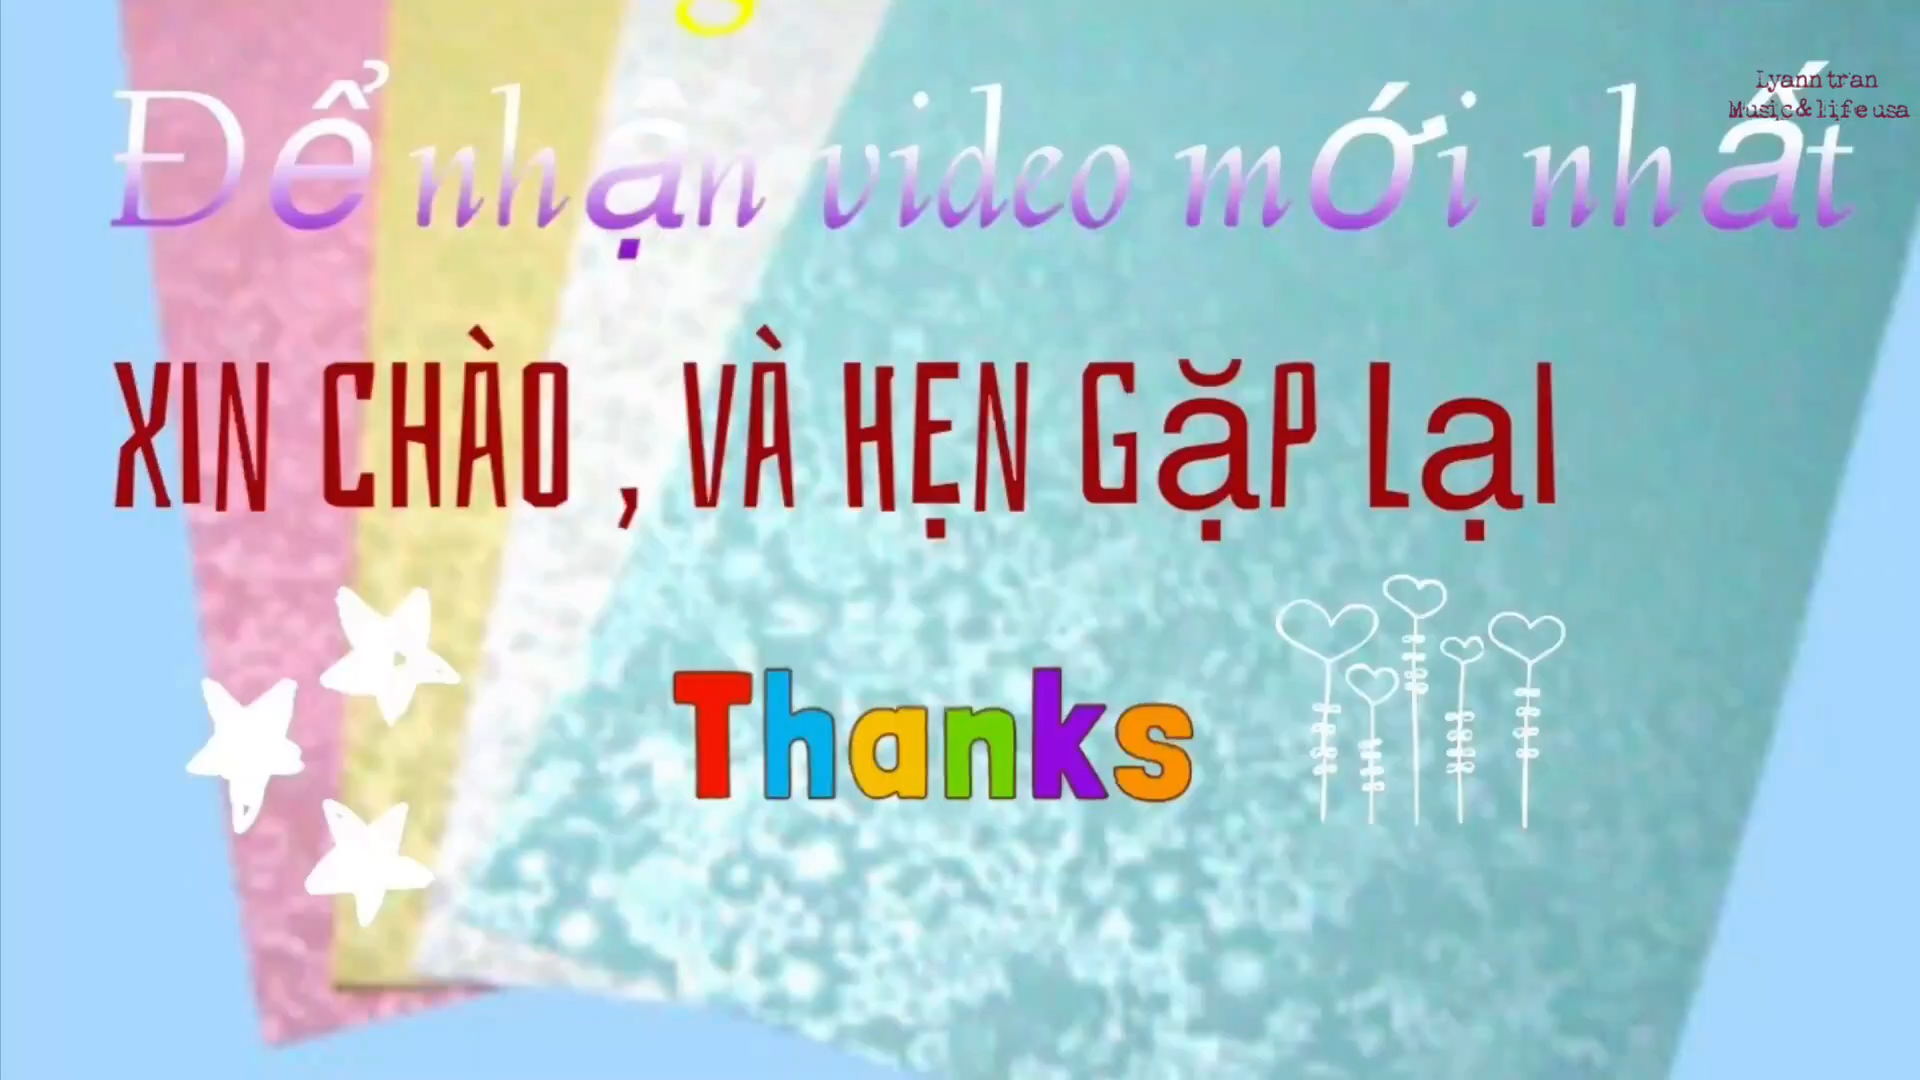 g
Để nhận video mới nhất
Lyann tran
Music & life usa
XIN CHÀO , VÀ HẸN GẶP LẠI
Thanks